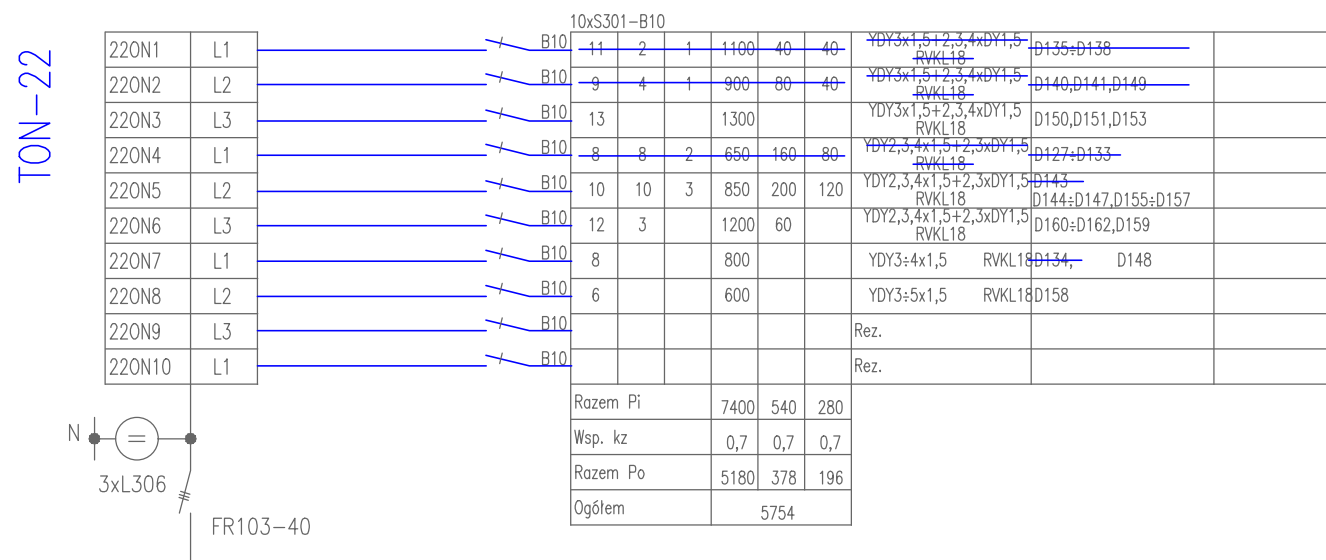 10xS301-B10
TON-22
220N1 L1 B10 11 2 1 1100 40 40 YDY3x1,5+2,3,4xDY1,5 RVKL18 D135÷D138
220N2 L2 B10 9 4 1 900 80 40 YDY3x1,5+2,3,4xDY1,5 RVKL18 D140,D141,D149
220N3 L3 B10 13 1300 YDY3x1,5+2,3,4xDY1,5 RVKL18 D150,D151,D153
220N4 L1 B10 8 8 2 650 160 80 YDY2,3,4x1,5+2,3xDY1,5 RVKL18 D127÷D133
220N5 L2 B10 10 10 3 850 200 120 YDY2,3,4x1,5+2,3xDY1,5 RVKL18 D143 D144÷D147,D155÷D157
220N6 L3 B10 12 3 1200 60 YDY2,3,4x1,5+2,3xDY1,5 RVKL18 D160÷D162,D159
220N7 L1 B10 8 800 YDY3÷4x1,5 RVKL18 D134, D148
220N8 L2 B10 6 600 YDY3÷5x1,5 RVKL18 D158
220N9 L3 B10 Rez.
220N10 L1 B10 Rez.
Razem Pi 7400 540 280
Wsp. kz 0,7 0,7 0,7
Razem Po 5180 378 196
Ogółem 5754
N
3xL306
FR103-40